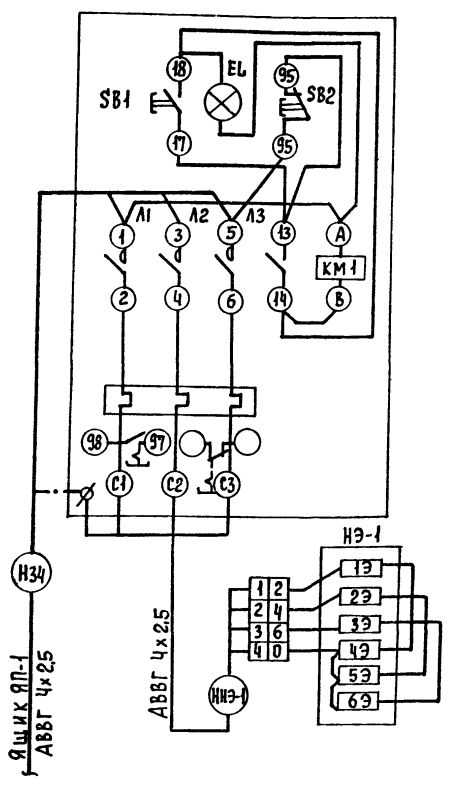 18
EL
95
SB1
SB2
17
95
Л1 Л2 Л3
1 3 5 13 А
КМ1
2 4 6 14 В
98 97
С1 С2 С3
Н34
Ящик ЯП-1
АВВГ 4х2,5
АВВГ 4х2,5
ННЭ-1
1 2
2 4
3 6
4 0
НЭ-1
1Э
2Э
3Э
4Э
5Э
6Э